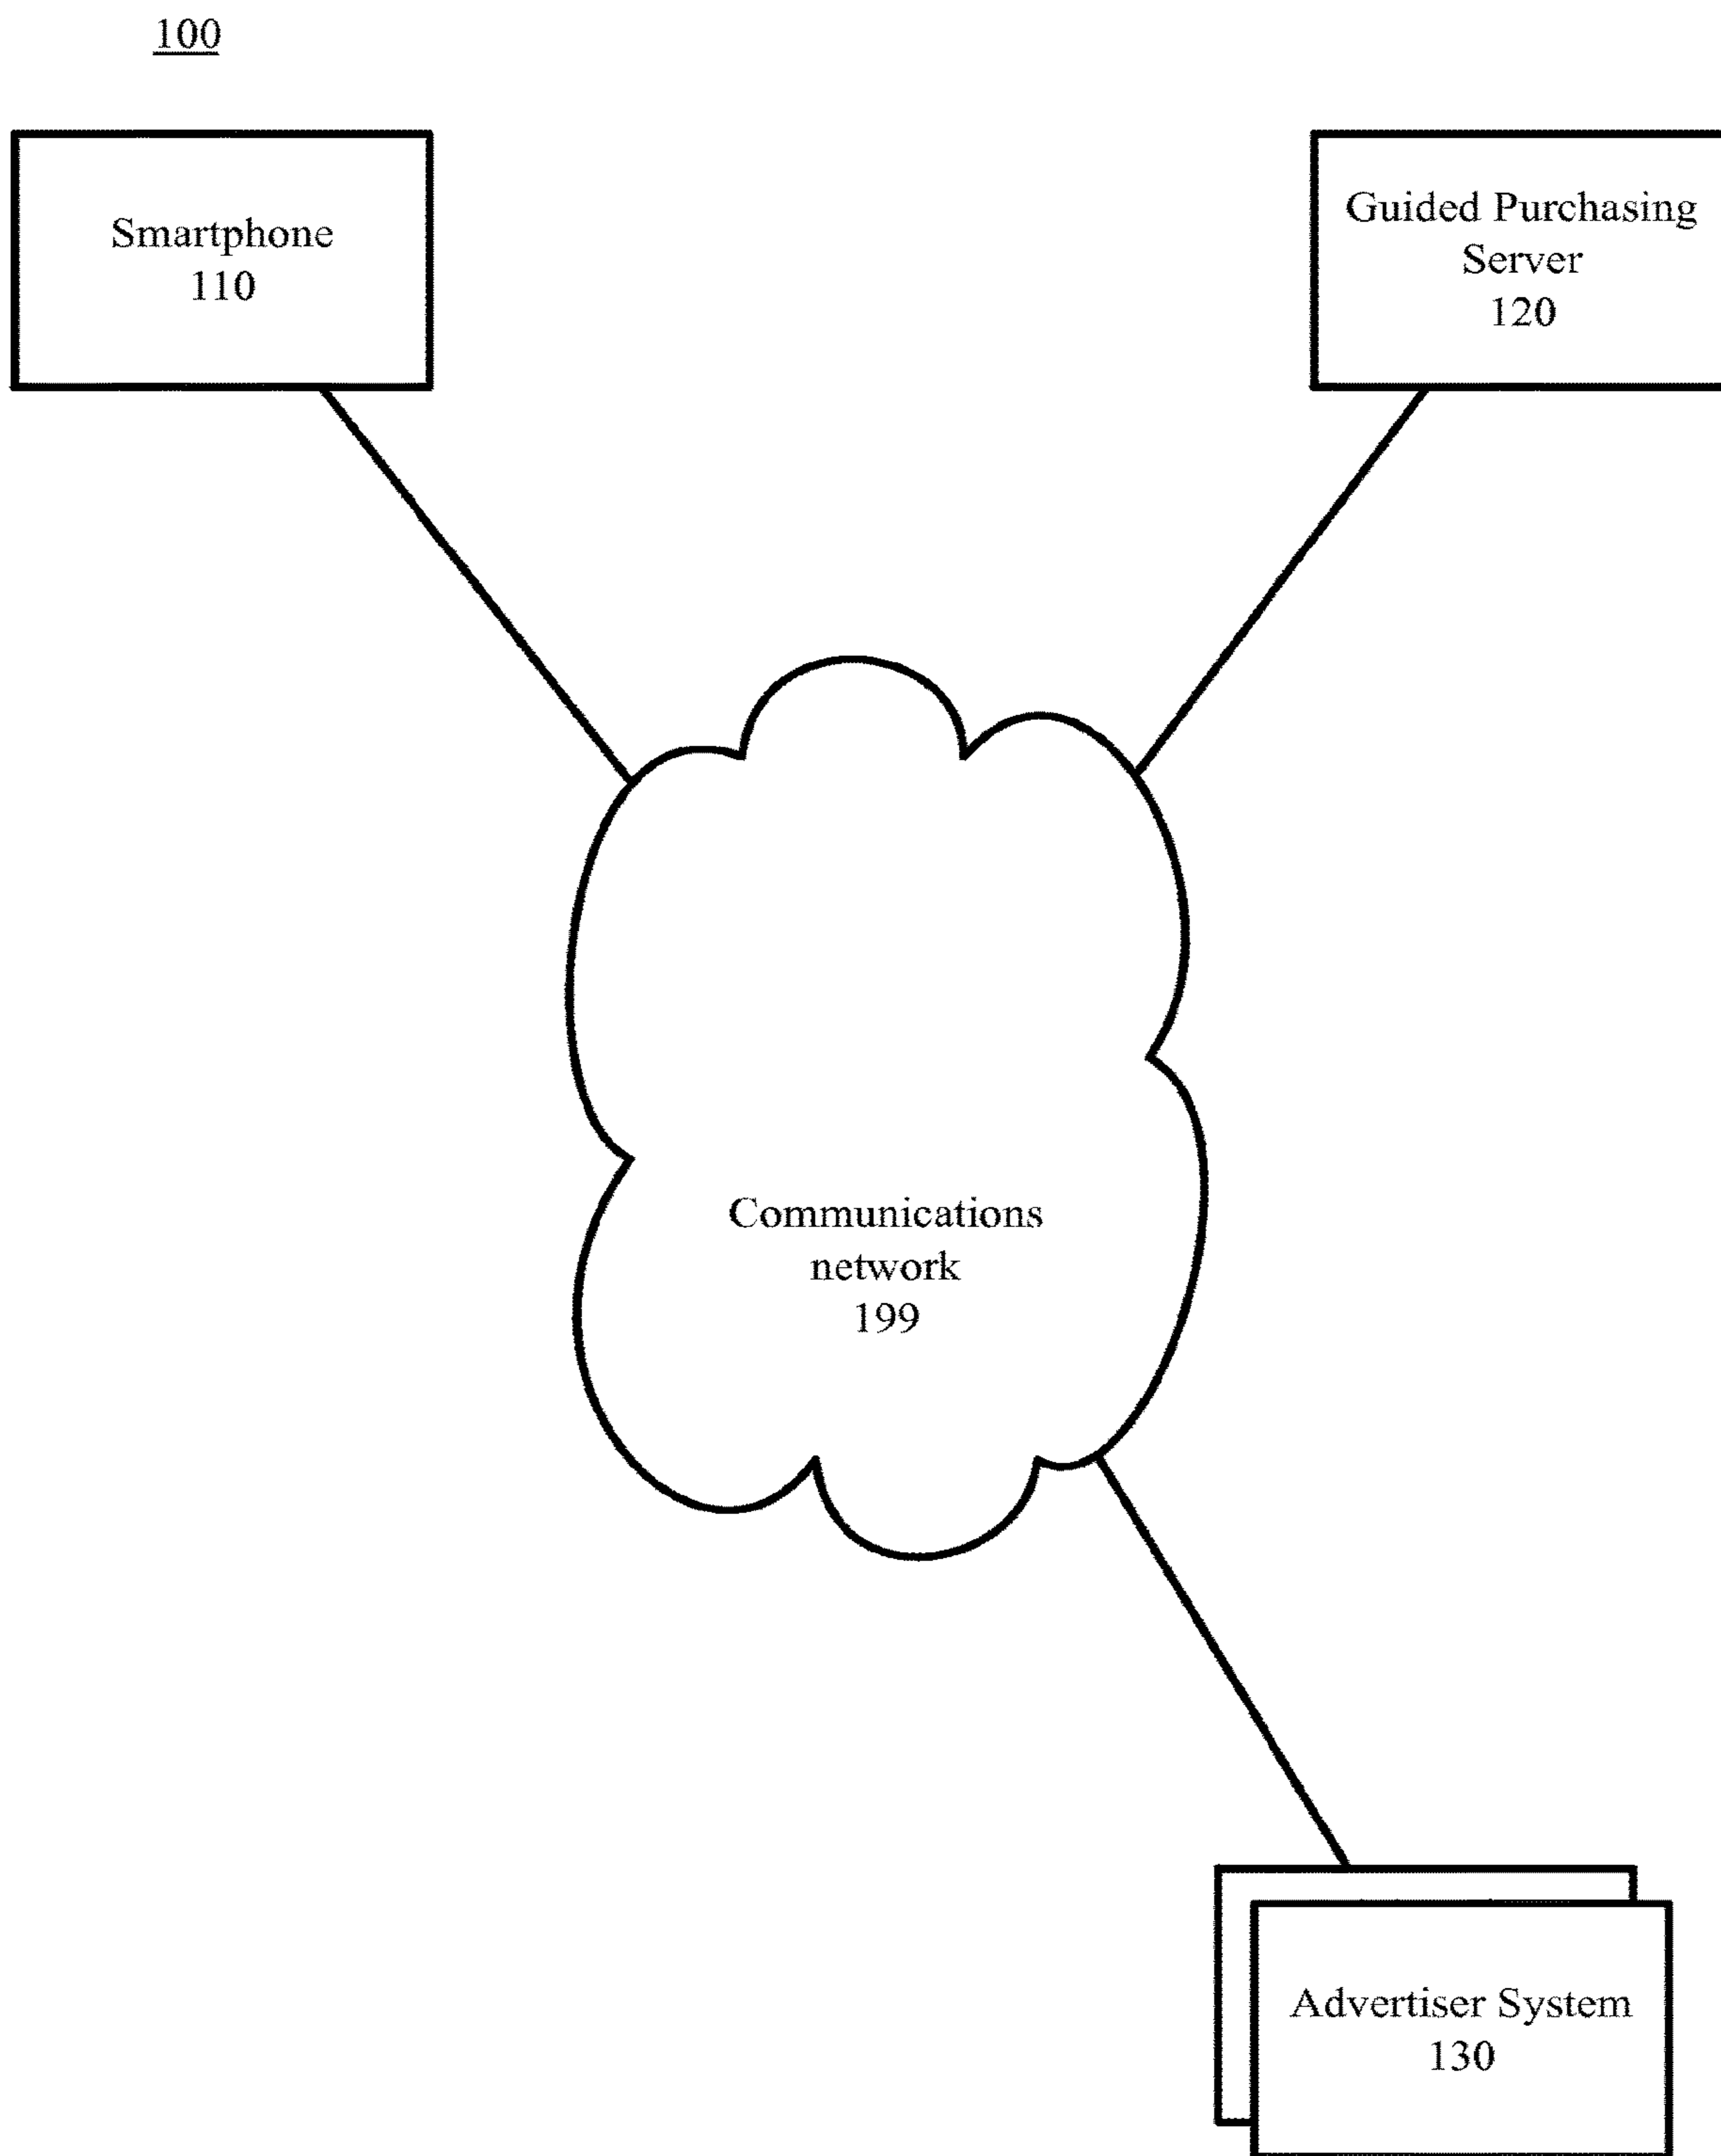 100
Smartphone
110
Guided Purchasing
Server
120
Communications
network
199
Advertiser System
130